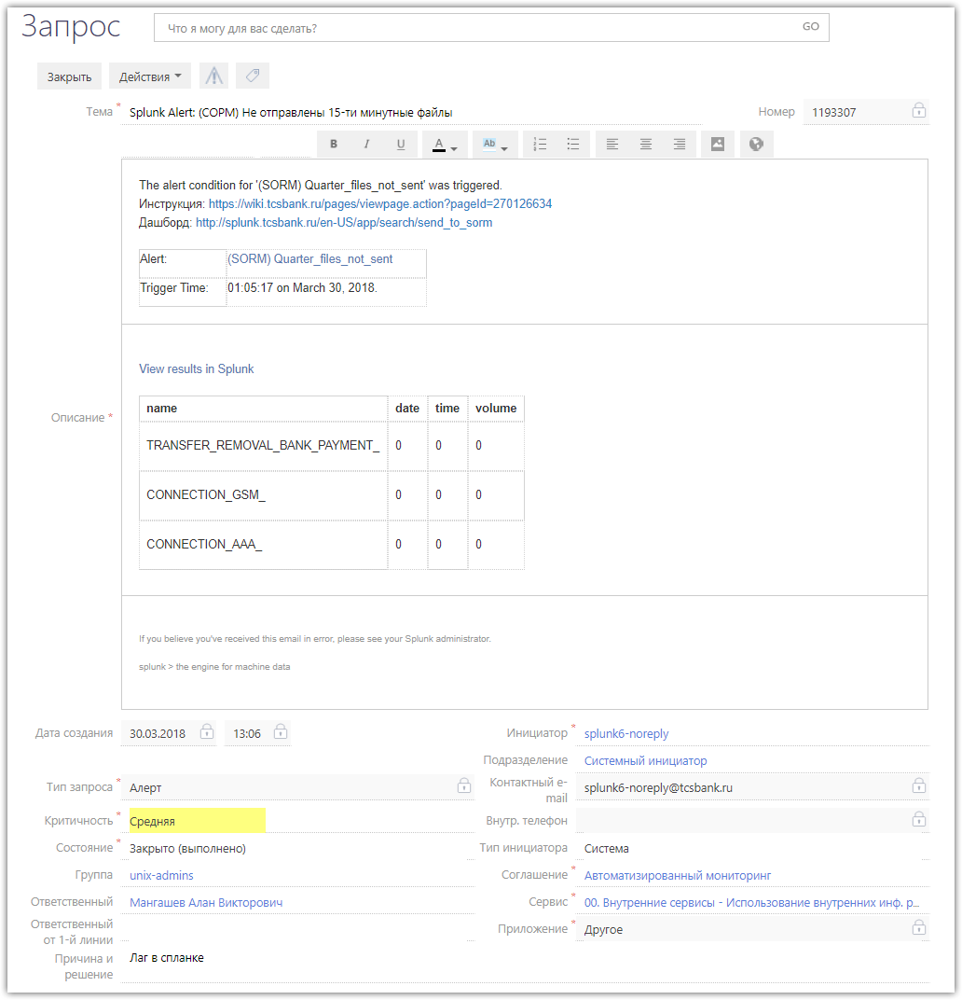 Запрос
Что я могу для вас сделать?
GO
Закрыть
Действия
Тема *
Splunk Alert: (СОРМ) Не отправлены 15-ти минутные файлы
Номер
1193307
B I U A Ab
The alert condition for '(SORM) Quarter_files_not_sent' was triggered.
Инструкция: https://wiki.tcsbank.ru/pages/viewpage.action?pageId=270126634
Дашборд: http://splunk.tcsbank.ru/en-US/app/search/send_to_sorm
Alert: (SORM) Quarter_files_not_sent
Trigger Time: 01:05:17 on March 30, 2018.
Описание *
View results in Splunk
name date time volume
TRANSFER_REMOVAL_BANK_PAYMENT_ 0 0 0
CONNECTION_GSM_ 0 0 0
CONNECTION_AAA_ 0 0 0
If you believe you've received this email in error, please see your Splunk administrator.
splunk > the engine for machine data
Дата создания 30.03.2018 13:06
Инициатор * splunk6-noreply
Подразделение Системный инициатор
Тип запроса * Алерт
Контактный e-
mail
splunk6-noreply@tcsbank.ru
Критичность * Средняя
Внутр. телефон
Состояние * Закрыто (выполнено)
Тип инициатора Система
Группа unix-admins
Соглашение * Автоматизированный мониторинг
Ответственный Мангашев Алан Викторович
Сервис * 00. Внутренние сервисы - Использование внутренних инф. р...
Ответственный
от 1-й линии
Приложение * Другое
Причина и
решение
Лаг в спланке